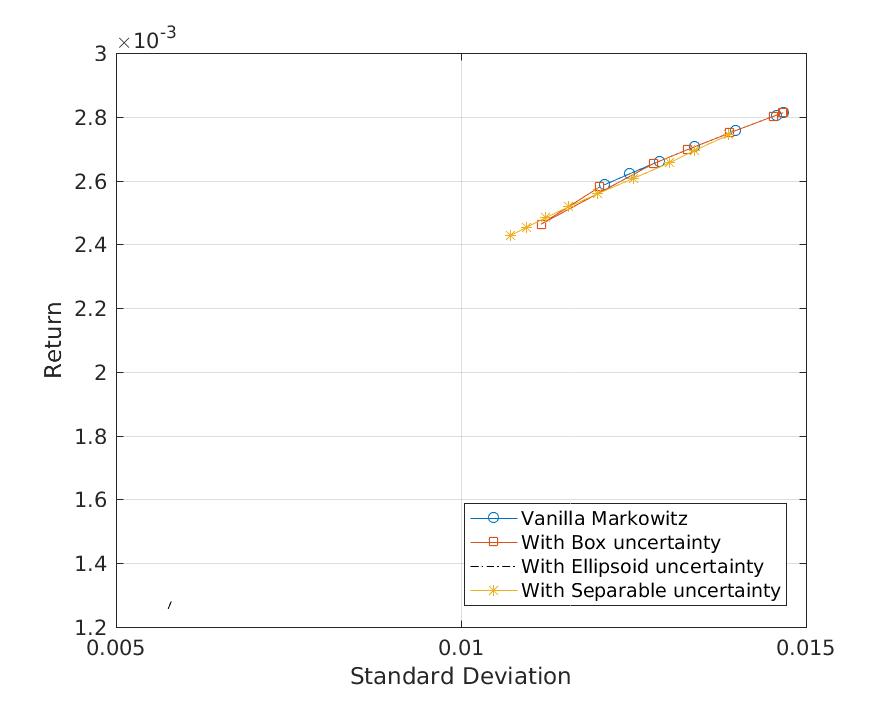 ×10-3
3
2.8
2.6
2.4
2.2
2
1.8
1.6
1.4
1.2
Return
0.005
0.01
0.015
Standard Deviation
Vanilla Markowitz
With Box uncertainty
With Ellipsoid uncertainty
With Separable uncertainty